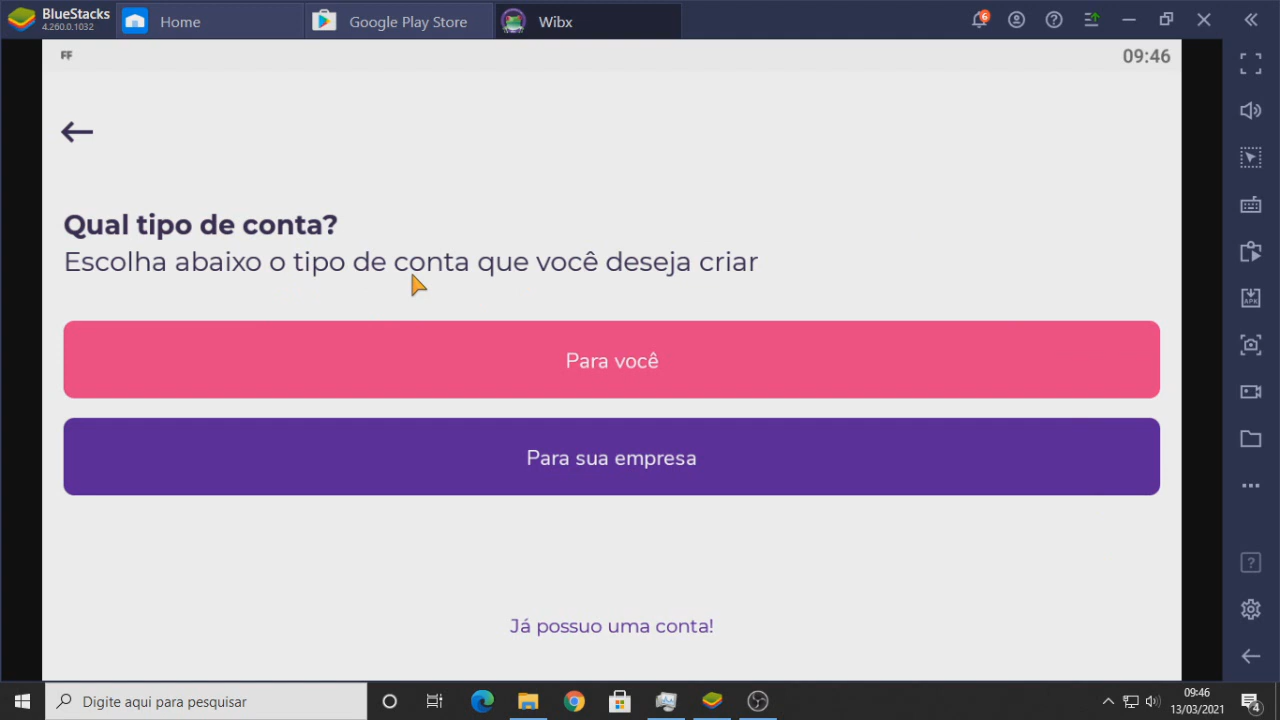 BlueStacks
4.260.0.1032
Home
Google Play Store
Wibx
6
FF
09:46
Qual tipo de conta?
Escolha abaixo o tipo de conta que você deseja criar
Para você
Para sua empresa
Já possuo uma conta!
APK
Digite aqui para pesquisar
09:46
13/03/2021
4